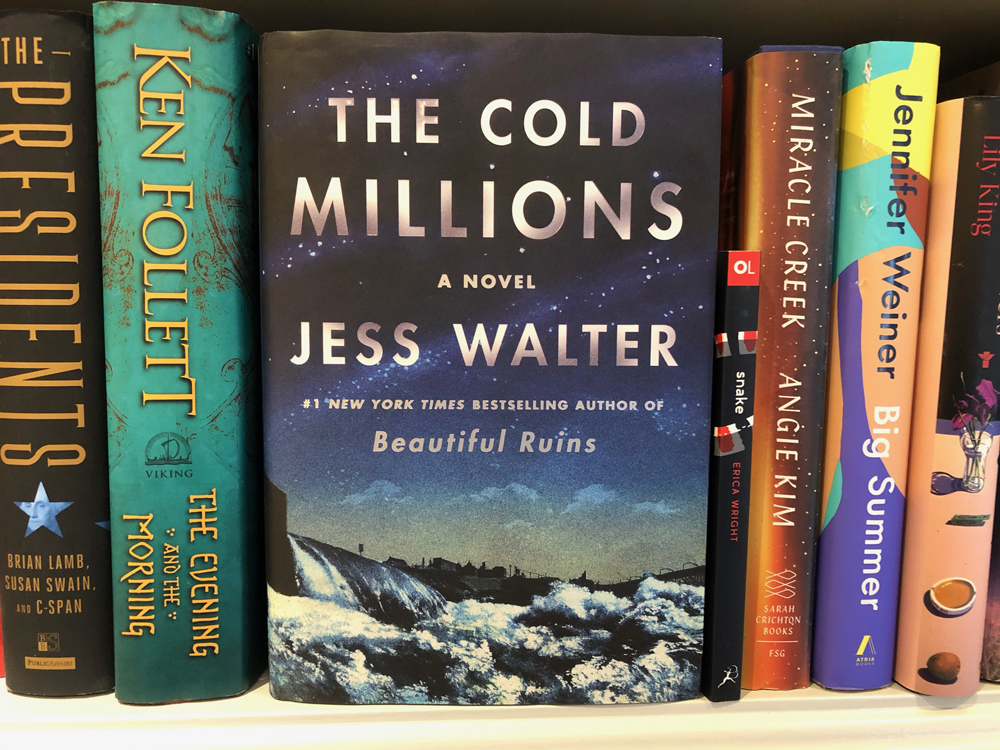 THE
PRESIDENTS
BRIAN LAMB,
SUSAN SWAIN,
AND C-SPAN
PUBLICAFFAIRS
KEN FOLLETT
VIKING
THE EVENING
AND THE
MORNING
THE COLD
MILLIONS
A NOVEL
JESS WALTER
#1 NEW YORK TIMES BESTSELLING AUTHOR OF
Beautiful Ruins
OL
snake
ERICA WRIGHT
MIRACLE CREEK ANGIE KIM
SARAH
CRICHTON
BOOKS
FSG
Jennifer Weiner Big Summer
ATRIA
BOOKS
Lily King